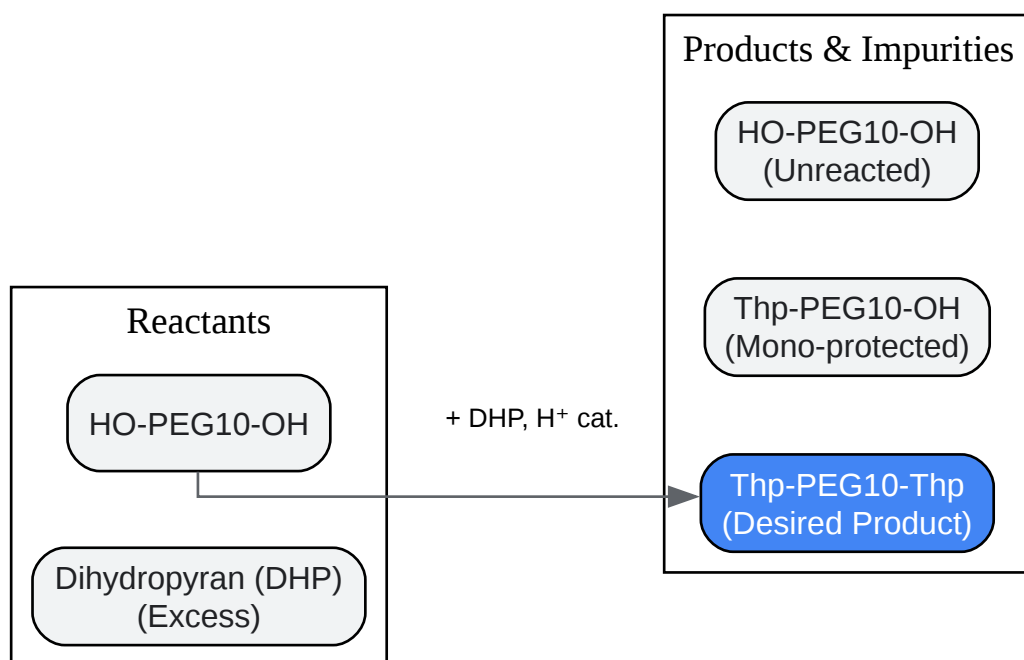 Products & Impurities
HO-PEG10-OH
(Unreacted)
Thp-PEG10-OH
(Mono-protected)
Thp-PEG10-Thp
(Desired Product)
Reactants
HO-PEG10-OH
Dihydropyran (DHP)
(Excess)
+ DHP, H⁺ cat.